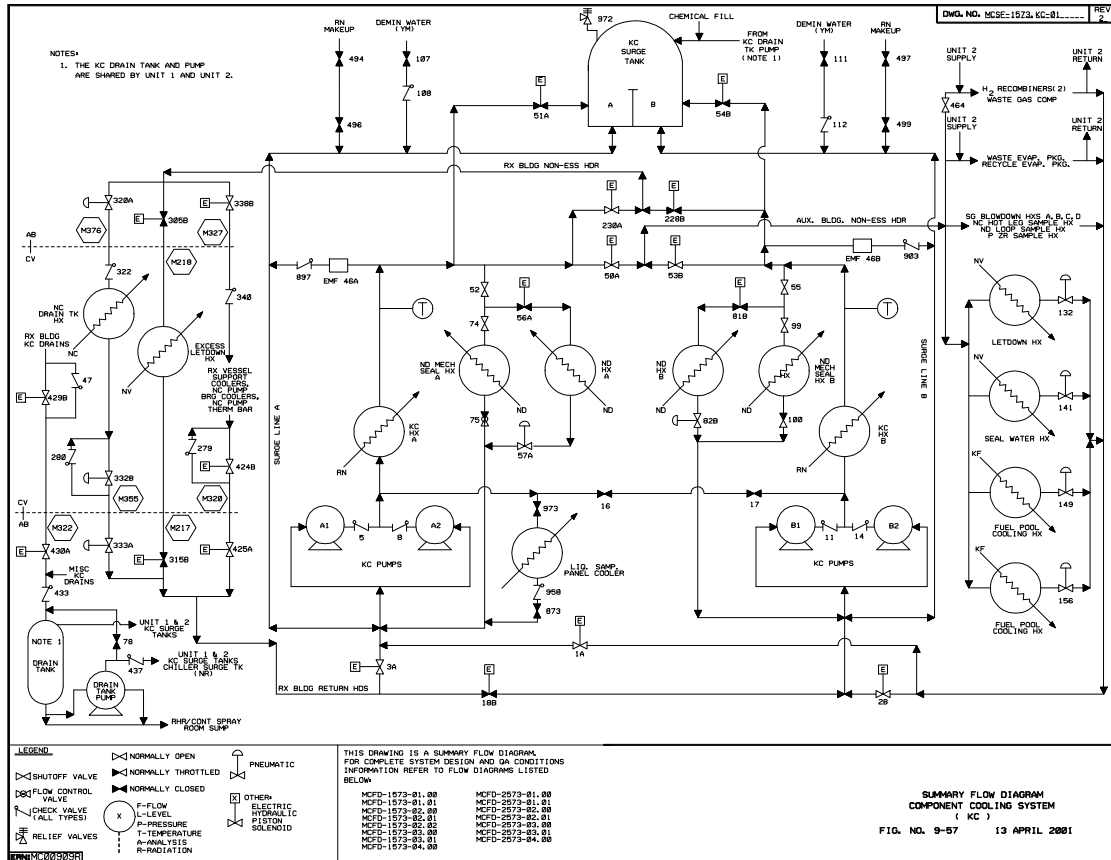 DWG. NO. MCSE-1573.KC-01
REV
2
NOTES:
1. THE KC DRAIN TANK AND PUMP
ARE SHARED BY UNIT 1 AND UNIT 2.
RN
MAKEUP
494
496
DEMIN WATER
(YM)
107
108
972
KC
SURGE
TANK
A
B
CHEMICAL FILL
FROM
KC DRAIN
TK PUMP
(NOTE 1)
DEMIN WATER
(YM)
111
112
RN
MAKEUP
497
499
E
51A
E
54B
UNIT 2
SUPPLY
UNIT 2
RETURN
H2 RECOMBINERS(2)
WASTE GAS COMP
464
UNIT 2
SUPPLY
UNIT 2
RETURN
WASTE EVAP. PKG.
RECYCLE EVAP. PKG.
RX BLDG NON-ESS HDR
AUX. BLDG. NON-ESS HDR
SG BLOWDOWN HXS A,B,C,D
NC HOT LEG SAMPLE HX
ND LOOP SAMPLE HX
PZR SAMPLE HX
320A
M376
E
305B
M218
E
338B
M327
AB
CV
322
NC
DRAIN TK
HX
NC
340
EXCESS
LETDOWN
HX
NV
RX BLDG
KC DRAINS
47
E
429B
RX VESSEL
SUPPORT
COOLERS,
NC PUMP
BRG COOLERS,
NC PUMP
THERM BAR
280
332B
M355
279
E
424B
M320
CV
AB
M322
M217
E
430A
333A
E
315B
E
425A
MISC
KC
DRAINS
433
NOTE 1
DRAIN
TANK
UNIT 1 & 2
KC SURGE
TANKS
78
437
UNIT 1 & 2
KC SURGE TANKS
CHILLER SURGE TK
(NR)
DRAIN
TANK
PUMP
RHR/CONT SPRAY
ROOM SUMP
E
230A
E
228B
E
50A
E
53B
897
EMF 46A
EMF 46B
903
T
T
52
74
E
56A
E
81B
55
99
ND MECH
SEAL HX
A
ND
ND
HX
A
ND
ND
HX
B
ND
HX
ND
MECH
SEAL HX B
ND
75
57A
82B
100
KC
HX
A
RN
KC
HX
B
RN
SURGE LINE A
SURGE LINE B
973
16
17
A1
A2
5
8
KC PUMPS
B1
B2
11
14
KC PUMPS
LIQ. SAMP.
PANEL COOLER
958
873
E
1A
E
3A
RX BLDG RETURN HDS
E
18B
E
2B
NV
132
LETDOWN HX
NV
141
SEAL WATER HX
KF
149
FUEL POOL
COOLING HX
KF
156
FUEL POOL
COOLING HX
LEGEND
SHUTOFF VALVE
FLOW CONTROL
VALVE
CHECK VALVE
(ALL TYPES)
RELIEF VALVES
NORMALLY OPEN
NORMALLY THROTTLED
NORMALLY CLOSED
X
F-FLOW
L-LEVEL
P-PRESSURE
T-TEMPERATURE
A-ANALYSIS
R-RADIATION
PNEUMATIC
X
OTHER:
ELECTRIC
HYDRAULIC
PISTON
SOLENOID
THIS DRAWING IS A SUMMARY FLOW DIAGRAM.
FOR COMPLETE SYSTEM DESIGN AND QA CONDITIONS
INFORMATION REFER TO FLOW DIAGRAMS LISTED
BELOW:
MCFD-1573-01.00 MCFD-2573-01.00
MCFD-1573-01.01 MCFD-2573-01.01
MCFD-1573-02.00 MCFD-2573-02.00
MCFD-1573-02.01 MCFD-2573-02.01
MCFD-1573-02.02 MCFD-2573-03.00
MCFD-1573-03.00 MCFD-2573-03.01
MCFD-1573-03.01 MCFD-2573-04.00
MCFD-1573-04.00
SUMMARY FLOW DIAGRAM
COMPONENT COOLING SYSTEM
( KC )
FIG. NO. 9-57 13 APRIL 2001
MC00909R